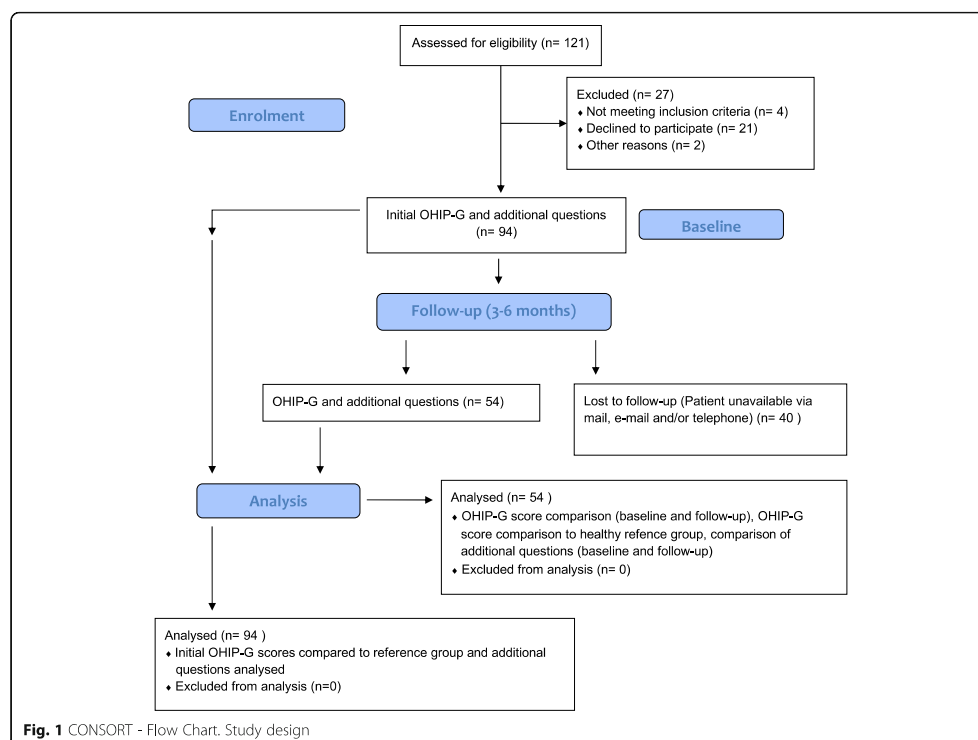 Assessed for eligibility (n= 121)
Excluded (n= 27)
♦ Not meeting inclusion criteria (n= 4)
♦ Declined to participate (n= 21)
♦ Other reasons (n= 2)
Enrolment
Initial OHIP-G and additional questions
(n= 94)
Baseline
Follow-up (3-6 months)
OHIP-G and additional questions (n= 54)
Lost to follow-up (Patient unavailable via
mail, e-mail and/or telephone) (n= 40 )
Analysis
Analysed (n= 54 )
♦ OHIP-G score comparison (baseline and follow-up), OHIP-G
score comparison to healthy refence group, comparison of
additional questions (baseline and follow-up)
♦ Excluded from analysis (n= 0)
Analysed (n= 94 )
♦ Initial OHIP-G scores compared to reference group and additional
questions analysed
♦ Excluded from analysis (n=0)
Fig. 1 CONSORT - Flow Chart. Study design